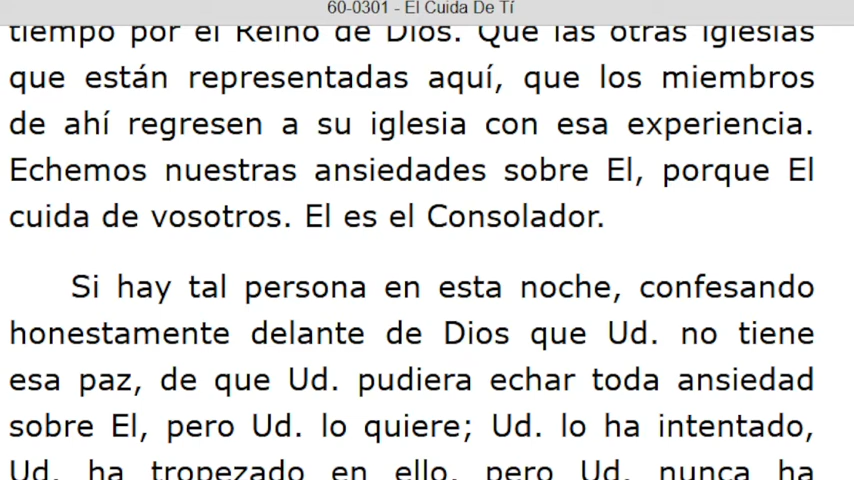 60-0301 - El Cuida De Tí
tiempo por el Reino de Dios. Que las otras iglesias
que están representadas aquí, que los miembros
de ahí regresen a su iglesia con esa experiencia.
Echemos nuestras ansiedades sobre El, porque El
cuida de vosotros. El es el Consolador.
Si hay tal persona en esta noche, confesando
honestamente delante de Dios que Ud. no tiene
esa paz, de que Ud. pudiera echar toda ansiedad
sobre El, pero Ud. lo quiere; Ud. lo ha intentado,
Ud. ha tropezado en ello, pero Ud. nunca ha